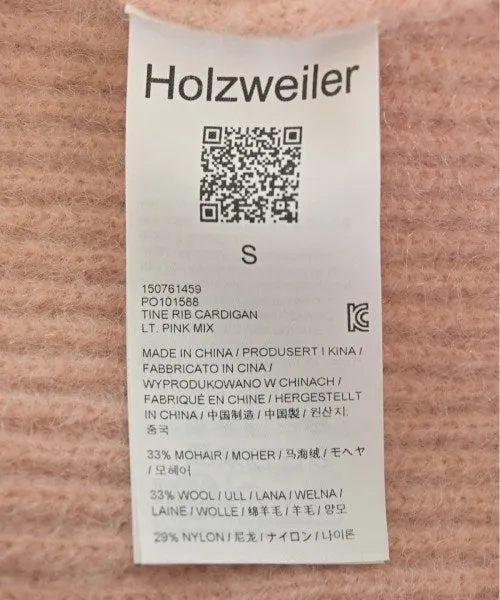 Holzweiler
S
150761459
PO101588
TINE RIB CARDIGAN
LT. PINK MIX
MADE IN CHINA / PRODUSERT I KINA /
FABBRICATO IN CINA /
WYPRODUKOWANO W CHINACH /
FABRIQUÉ EN CHINE / HERGESTELLT
IN CHINA / 中国制造 / 中国製 / 원산지:
중국
33% MOHAIR / MOHER / 马海绒 / モヘヤ
/ 모헤어
33% WOOL / ULL / LANA / WELNA /
LAINE / WOLLE / 绵羊毛 / 羊毛 / 양모
29% NYLON / 尼龙 / ナイロン / 나이론